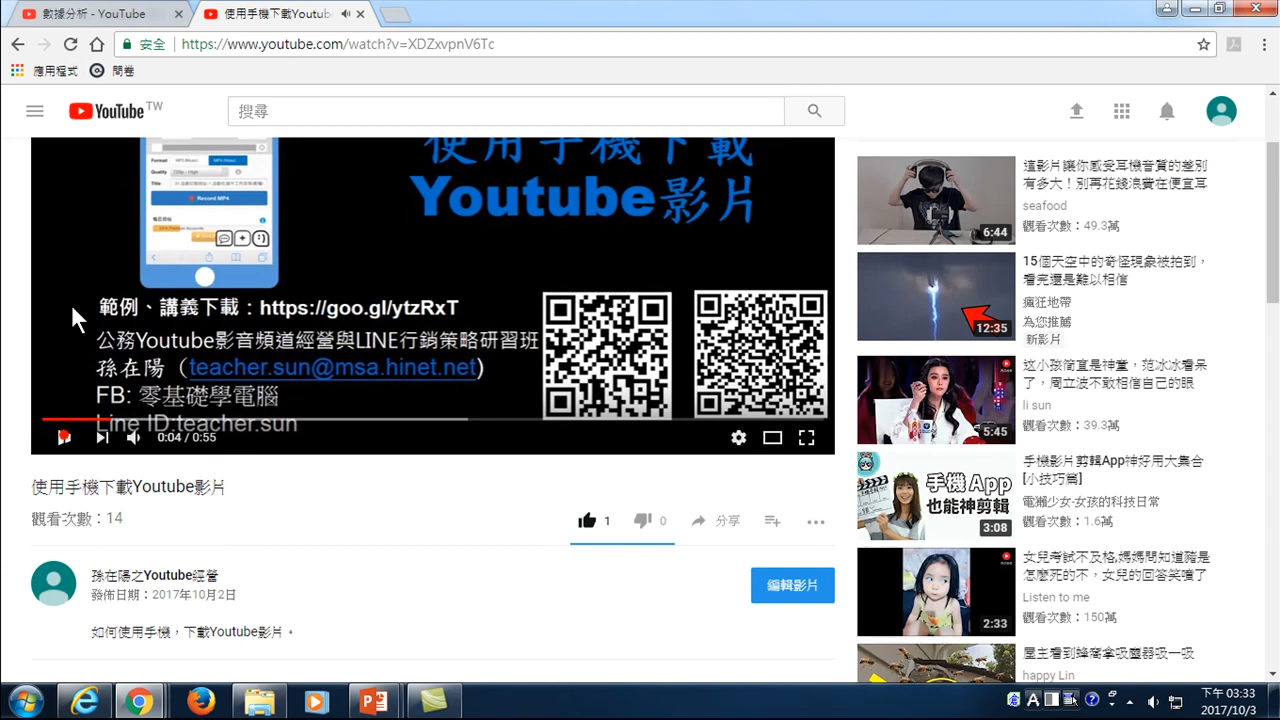 數據分析 - YouTube
使用手機下載Youtub
安全
https://www.youtube.com/watch?v=XDZxvpnV6Tc
應用程式
問卷
YouTube TW
搜尋
使用手機下載
Youtube影片
Record MP4
範例、講義下載：https://goo.gl/ytzRxT
公務Youtube影音頻道經營與LINE行銷策略研習班
孫在陽（teacher.sun@msa.hinet.net)
FB: 零基礎學電腦
Line ID:teacher.sun
0:04 / 0:55
使用手機下載Youtube影片
觀看次數：14
1
0
分享
孫在陽之Youtube經營
發佈日期：2017年10月2日
編輯影片
如何使用手機，下載Youtube影片。
這影片讓你感受耳機音質的差別
有多大！別再花錢浪費在便宜耳
seafood
觀看次數：49.3萬
6:44
15個天空中的奇怪現象被拍到，
看完還是難以相信
瘋狂地帶
為您推薦
新影片
12:35
这小孩简直是神童，范冰冰看呆
了，周立波不敢相信自己的眼
li sun
觀看次數：39.3萬
5:45
手機 App
也能神剪輯
3:08
手機影片剪輯App神好用大集合
[小技巧篇]
電獺少女-女孩的科技日常
觀看次數：1.6萬
女兒考試不及格,媽媽問知道豬是
怎麼死的不，女兒的回答笑噴了
Listen to me
觀看次數：150萬
2:33
屋主看到蜂窩拿吸塵器吸一吸
happy Lin
下午 03:33
2017/10/3